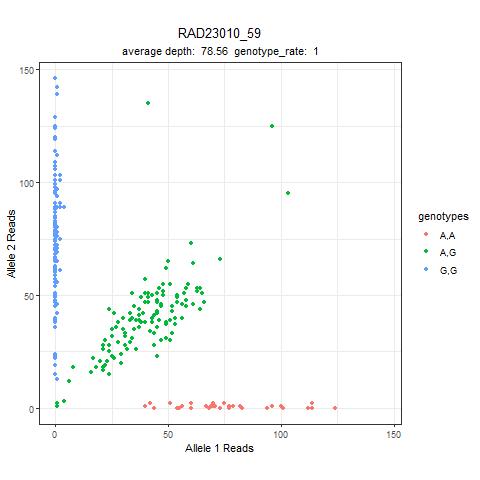 RAD23010_59
average depth: 78.56 genotype_rate: 1
150
100
50
0
Allele 2 Reads
0
50
100
150
Allele 1 Reads
genotypes
A,A
A,G
G,G